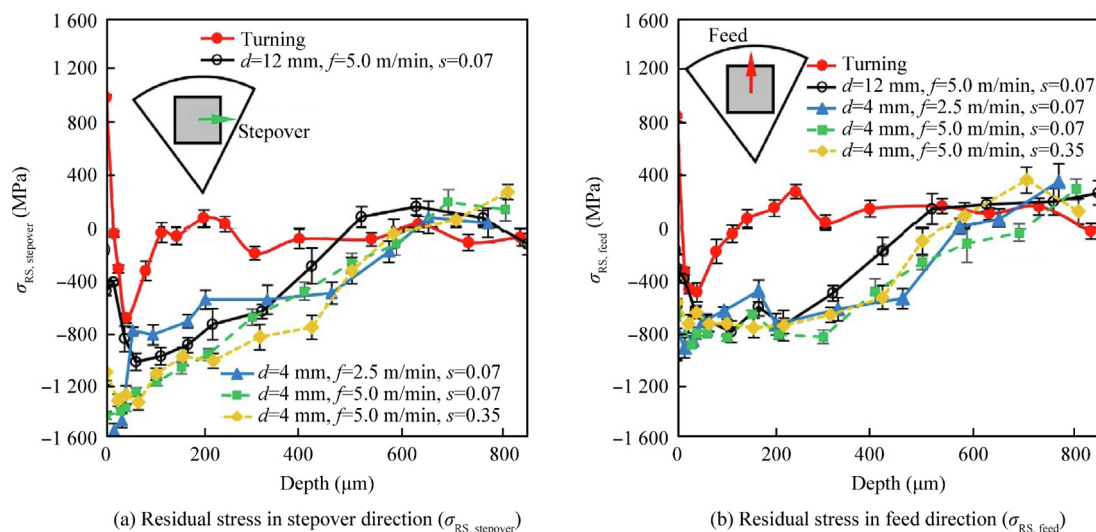 1 600
1 200
800
400
0
−400
−800
−1 200
−1 600
σRS, stepover (MPa)
Turning
d=12 mm, f=5.0 m/min, s=0.07
Stepover
d=4 mm, f=2.5 m/min, s=0.07
d=4 mm, f=5.0 m/min, s=0.07
d=4 mm, f=5.0 m/min, s=0.35
0 200 400 600 800
Depth (μm)
(a) Residual stress in stepover direction (σRS, stepover)
1 600
1 200
800
400
0
−400
−800
−1 200
−1 600
σRS, feed (MPa)
Feed
Turning
d=12 mm, f=5.0 m/min, s=0.07
d=4 mm, f=2.5 m/min, s=0.07
d=4 mm, f=5.0 m/min, s=0.07
d=4 mm, f=5.0 m/min, s=0.35
0 200 400 600 800
Depth (μm)
(b) Residual stress in feed direction (σRS, feed)